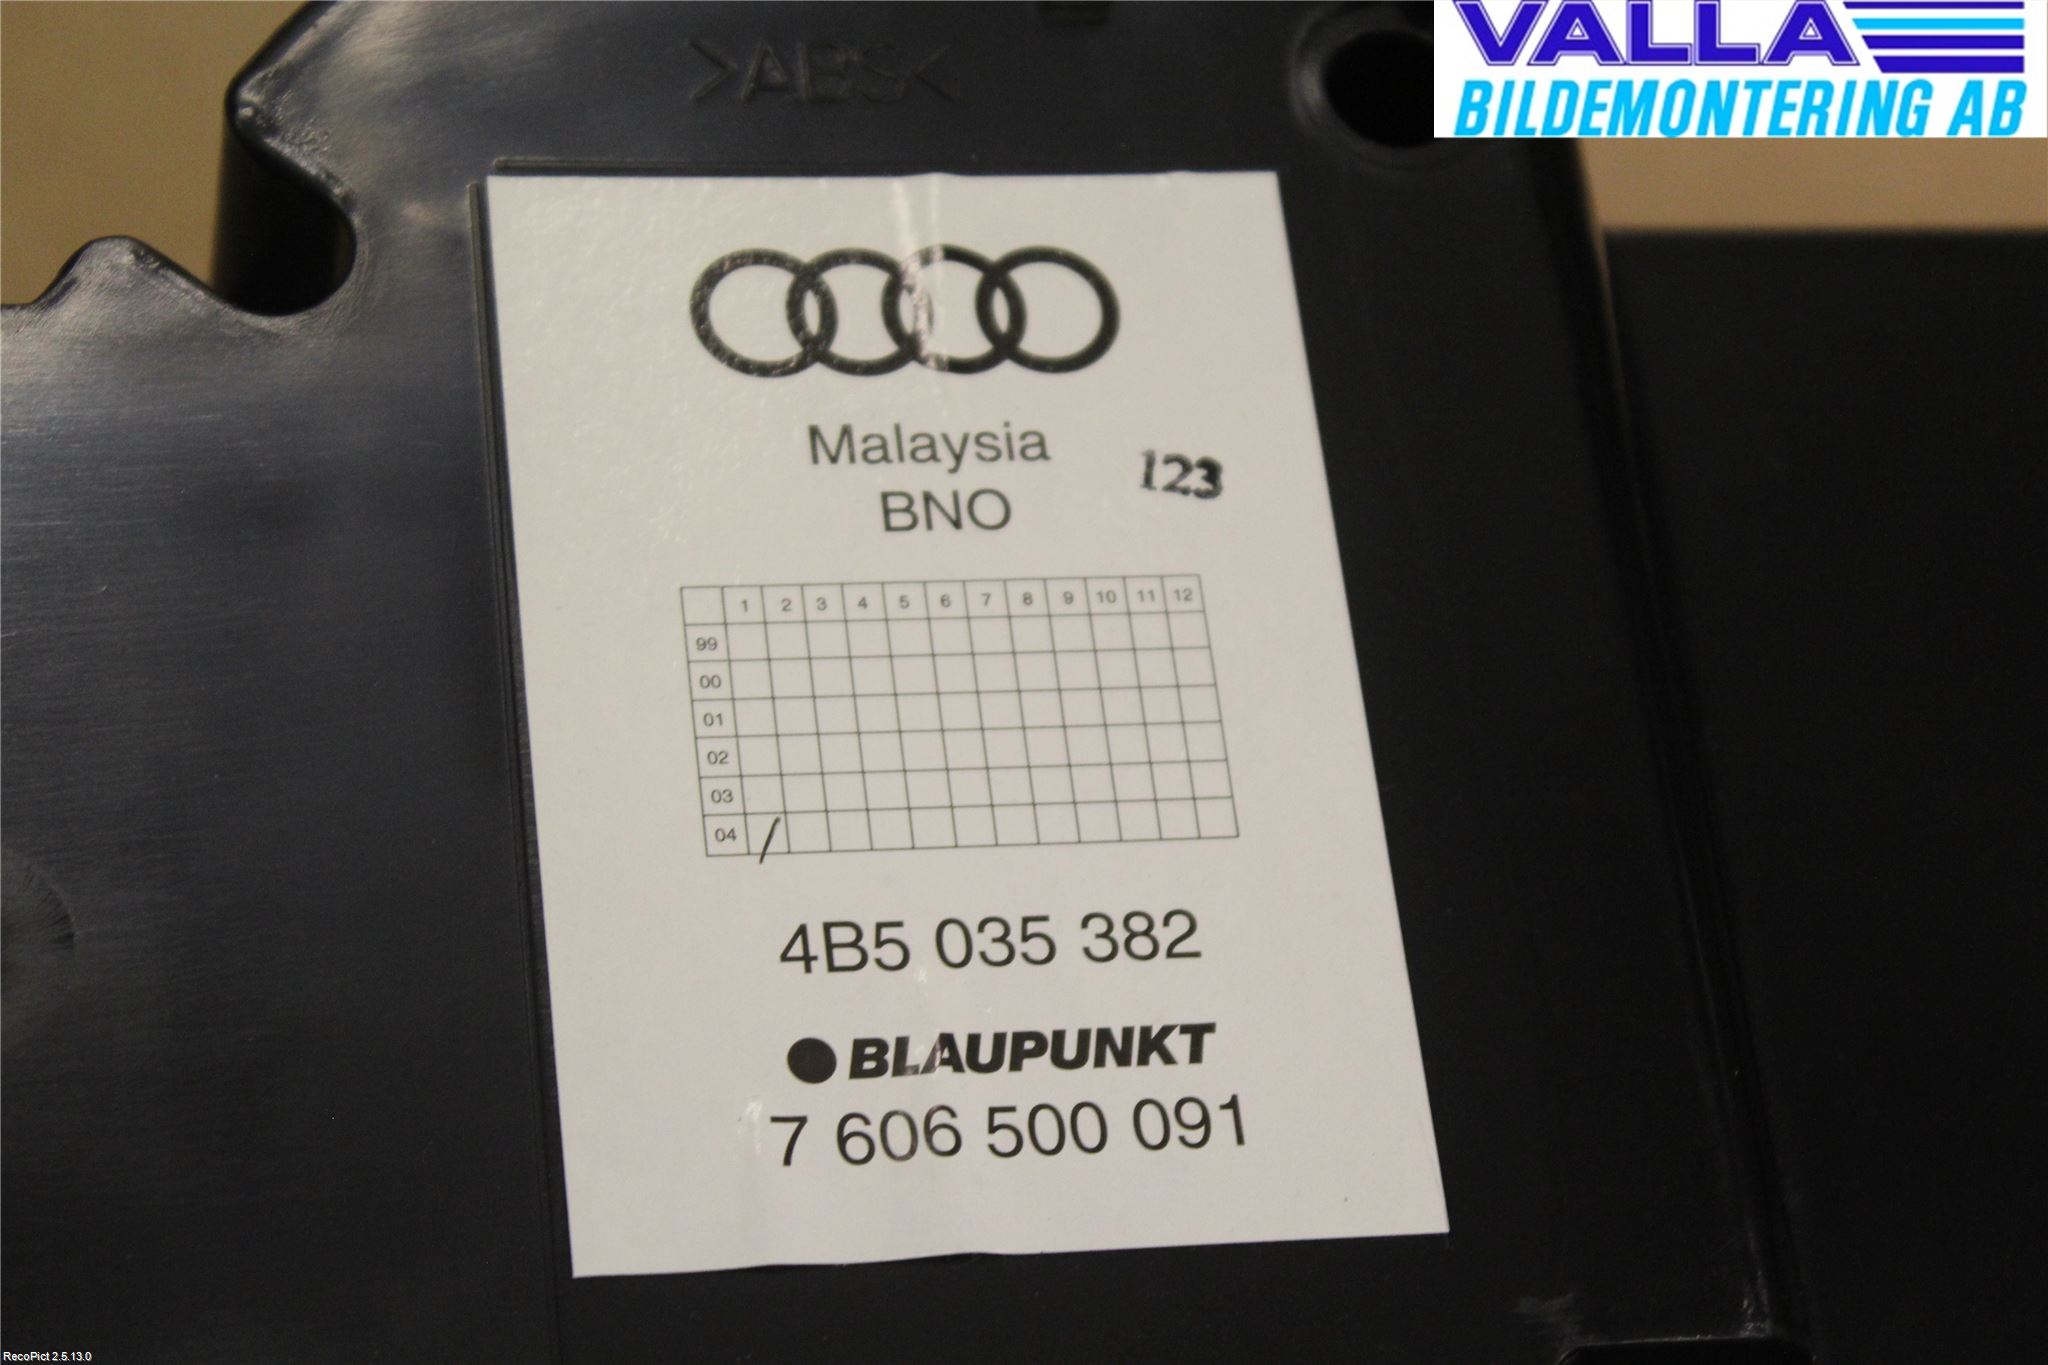 VALLA
BILDEMONTERING AB
>ABS<
Malaysia
123
BNO
1 2 3 4 5 6 7 8 9 10 11 12
99
00
01
02
03
04 /
4B5 035 382
BLAUPUNKT
7 606 500 091
RecoPict 2.5.13.0